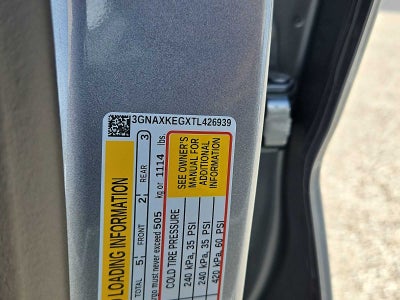 3GNAXKEGXTL426939
LOADING INFORMATION
TOTAL 5 FRONT 2 REAR 3
never exceed 505 kg or 1114 lbs
COLD TIRE PRESSURE
240 kPa, 35 PSI
240 kPa, 35 PSI
420 kPa, 60 PSI
SEE OWNER'S
MANUAL FOR
ADDITIONAL
INFORMATION